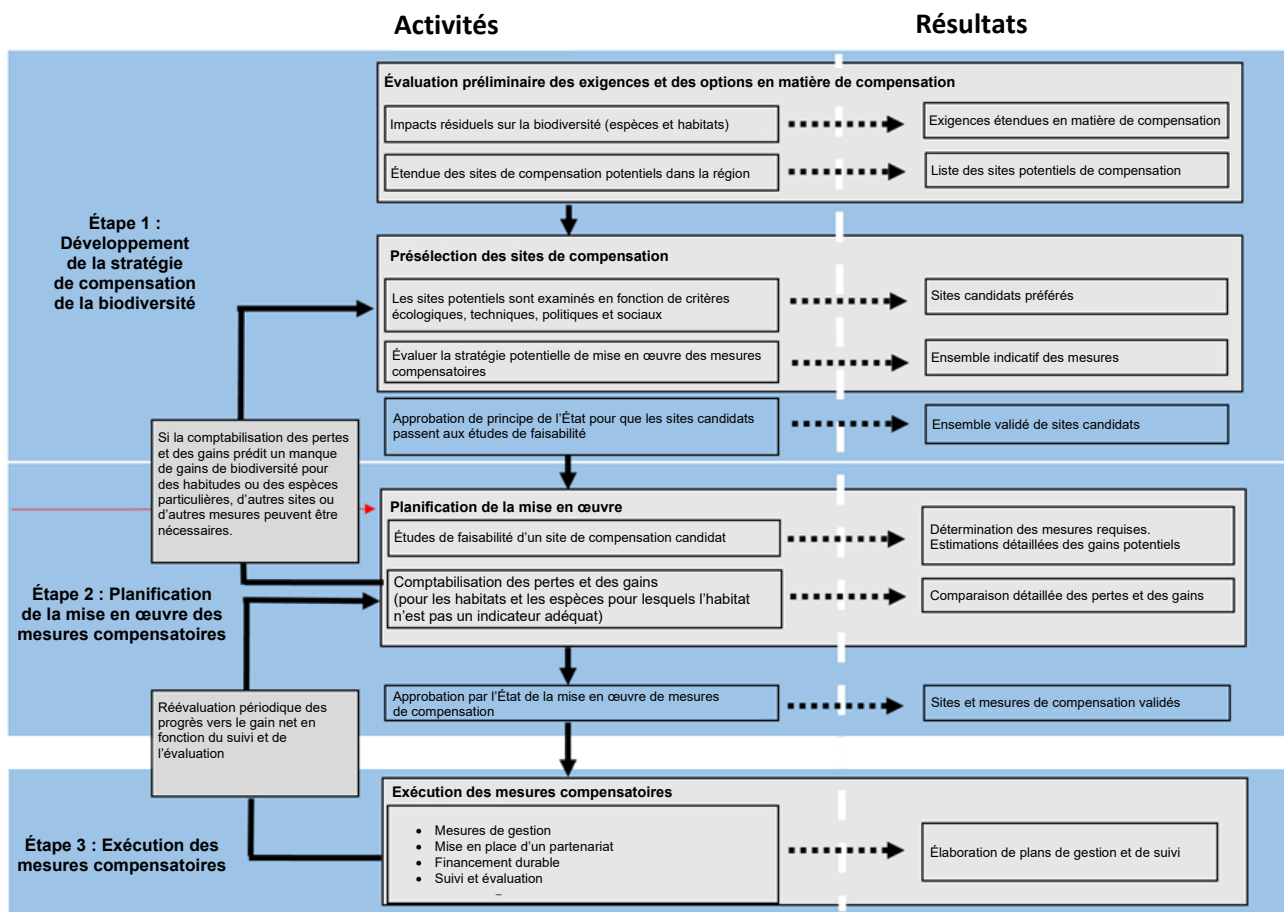 Activités
Résultats
Étape 1 :
Développement
de la stratégie
de compensation
de la biodiversité
Évaluation préliminaire des exigences et des options en matière de compensation
Impacts résiduels sur la biodiversité (espèces et habitats)
Exigences étendues en matière de compensation
Étendue des sites de compensation potentiels dans la région
Liste des sites potentiels de compensation
Présélection des sites de compensation
Les sites potentiels sont examinés en fonction de critères
écologiques, techniques, politiques et sociaux
Sites candidats préférés
Évaluer la stratégie potentielle de mise en œuvre des mesures
compensatoires
Ensemble indicatif des mesures
Approbation de principe de l'État pour que les sites candidats
passent aux études de faisabilité
Ensemble validé de sites candidats
Si la comptabilisation des pertes
et des gains prédit un manque
de gains de biodiversité pour
des habitudes ou des espèces
particulières, d'autres sites ou
d'autres mesures peuvent être
nécessaires.
Étape 2 : Planification
de la mise en œuvre des
mesures compensatoires
Planification de la mise en œuvre
Études de faisabilité d'un site de compensation candidat
Détermination des mesures requises.
Estimations détaillées des gains potentiels
Comptabilisation des pertes et des gains
(pour les habitats et les espèces pour lesquels l'habitat
n'est pas un indicateur adéquat)
Comparaison détaillée des pertes et des gains
Approbation par l'État de la mise en œuvre de mesures
de compensation
Sites et mesures de compensation validés
Réévaluation périodique des
progrès vers le gain net en
fonction du suivi et de
l'évaluation
Étape 3 : Exécution des
mesures compensatoires
Exécution des mesures compensatoires
• Mesures de gestion
• Mise en place d'un partenariat
• Financement durable
• Suivi et évaluation
Élaboration de plans de gestion et de suivi